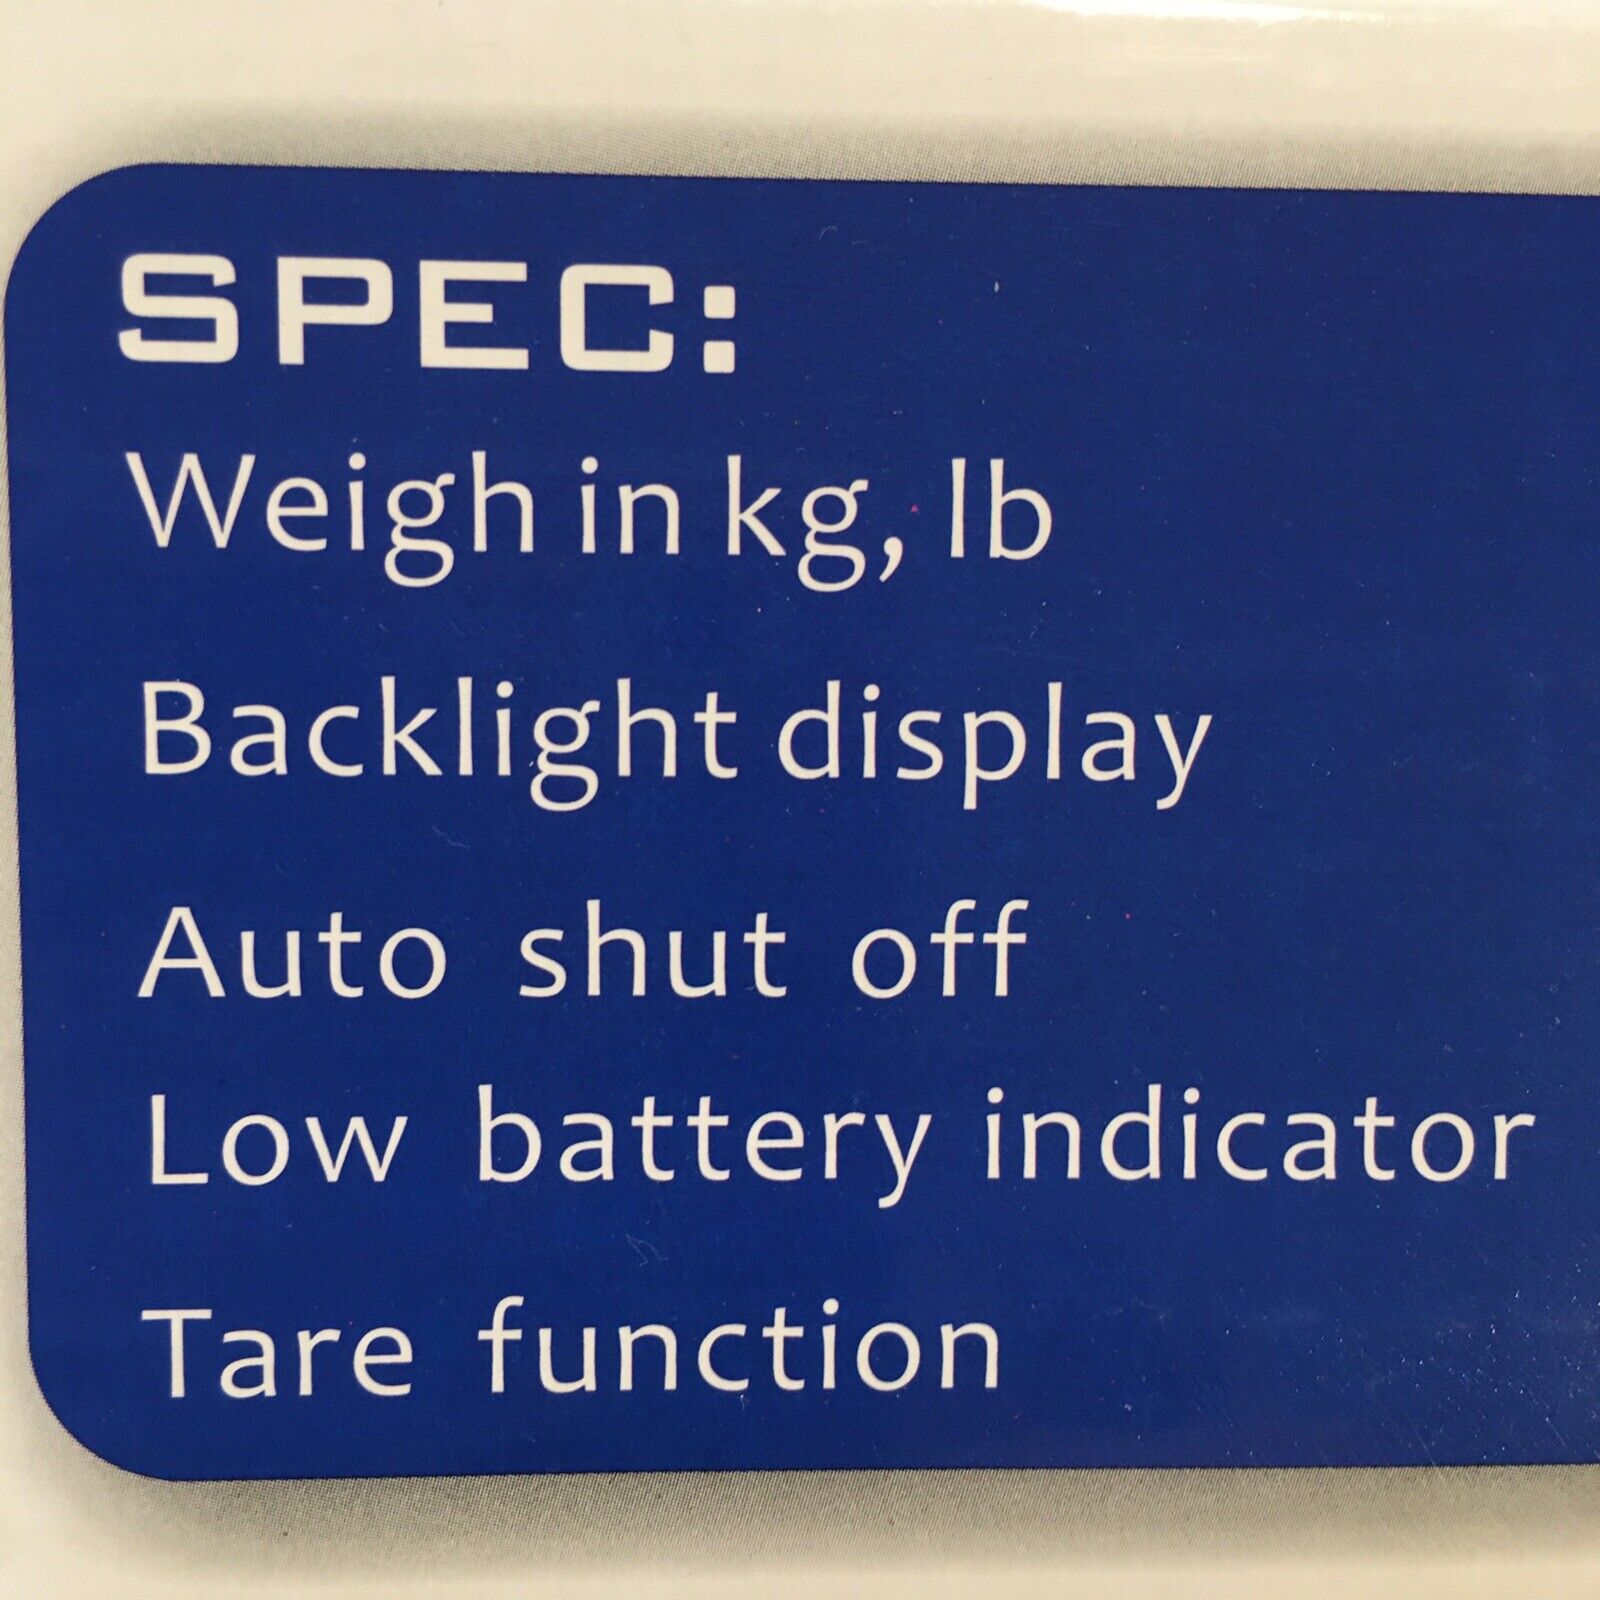 SPEC:
Weigh in kg, lb
Backlight display
Auto shut off
Low battery indicator
Tare function